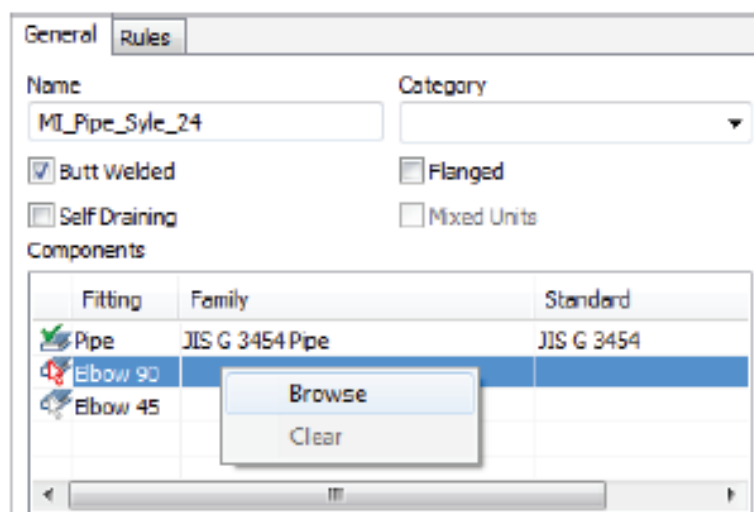 General Rules
Name Category
MI_Pipe_Syle_24
Butt Welded Flanged
Self Draining Mixed Units
Components
Fitting Family Standard
Pipe JIS G 3454 Pipe JIS G 3454
Elbow 90
Browse
Elbow 45
Clear